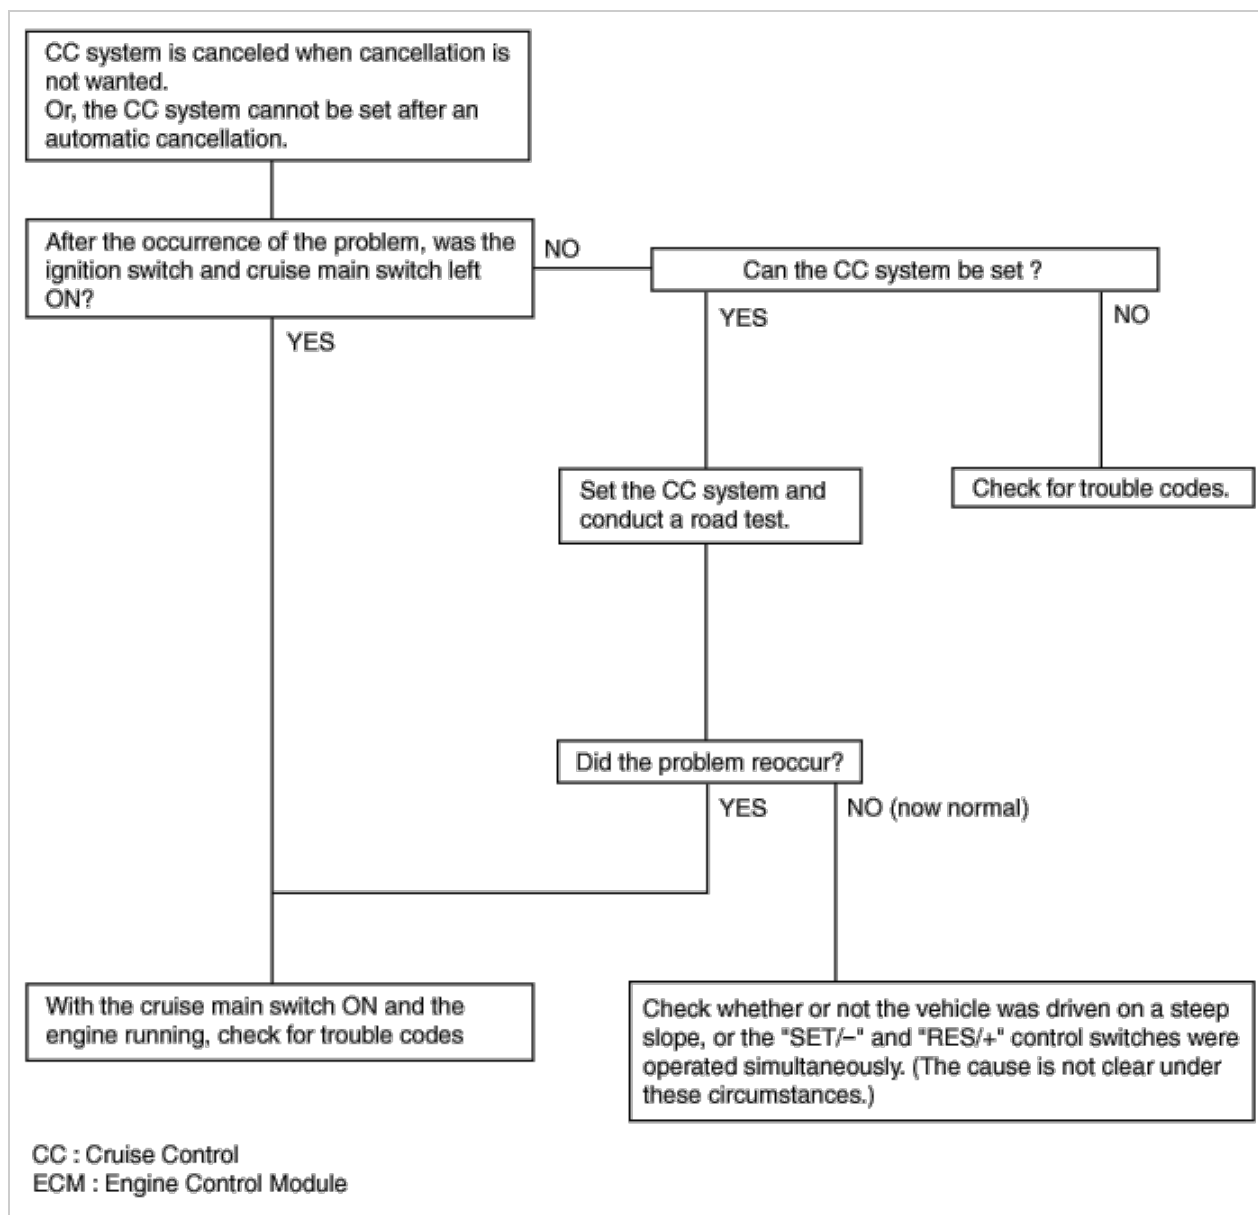 CC system is canceled when cancellation is
not wanted.
Or, the CC system cannot be set after an
automatic cancellation.
After the occurrence of the problem, was the
ignition switch and cruise main switch left
ON?
NO
Can the CC system be set ?
YES
YES
NO
Set the CC system and
conduct a road test.
Check for trouble codes.
Did the problem reoccur?
YES
NO (now normal)
With the cruise main switch ON and the
engine running, check for trouble codes
Check whether or not the vehicle was driven on a steep
slope, or the "SET/–" and "RES/+" control switches were
operated simultaneously. (The cause is not clear under
these circumstances.)
CC : Cruise Control
ECM : Engine Control Module